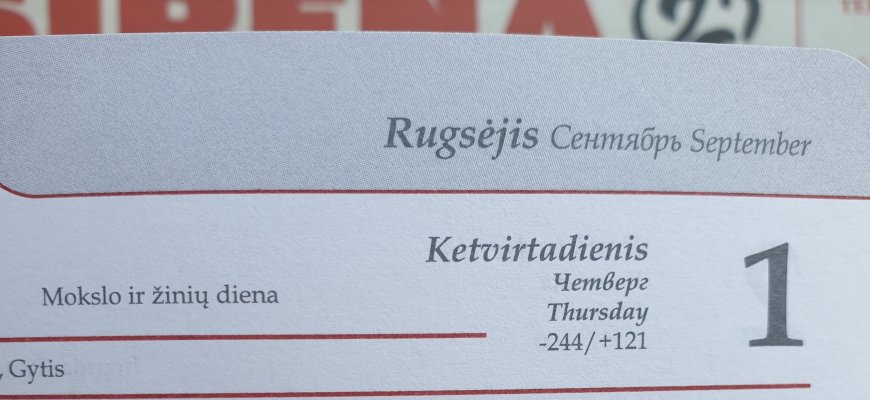 Rugsėjis Сентябрь September
Ketvirtadienis
Четверг
Thursday
-244/+121
1
Mokslo ir žinių diena
, Gytis